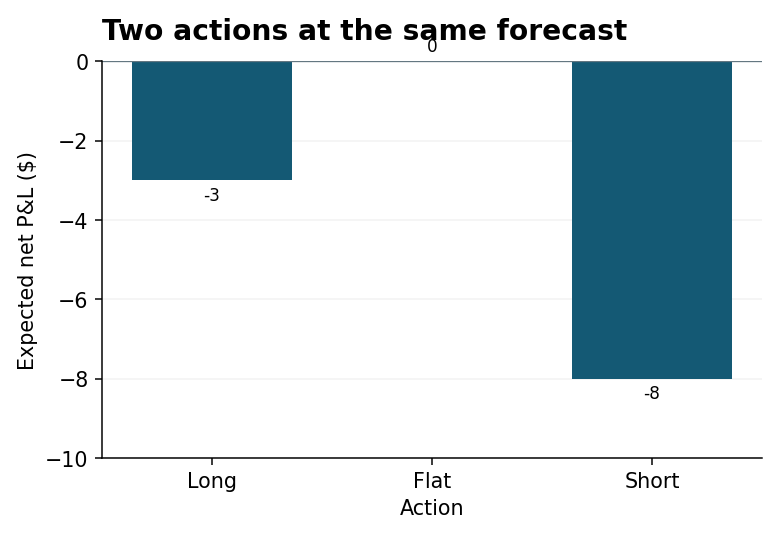 Two actions at the same forecast
0
0
−2
−4
−6
−8
−10
Expected net P&L ($)
-3
-8
Long
Flat
Short
Action